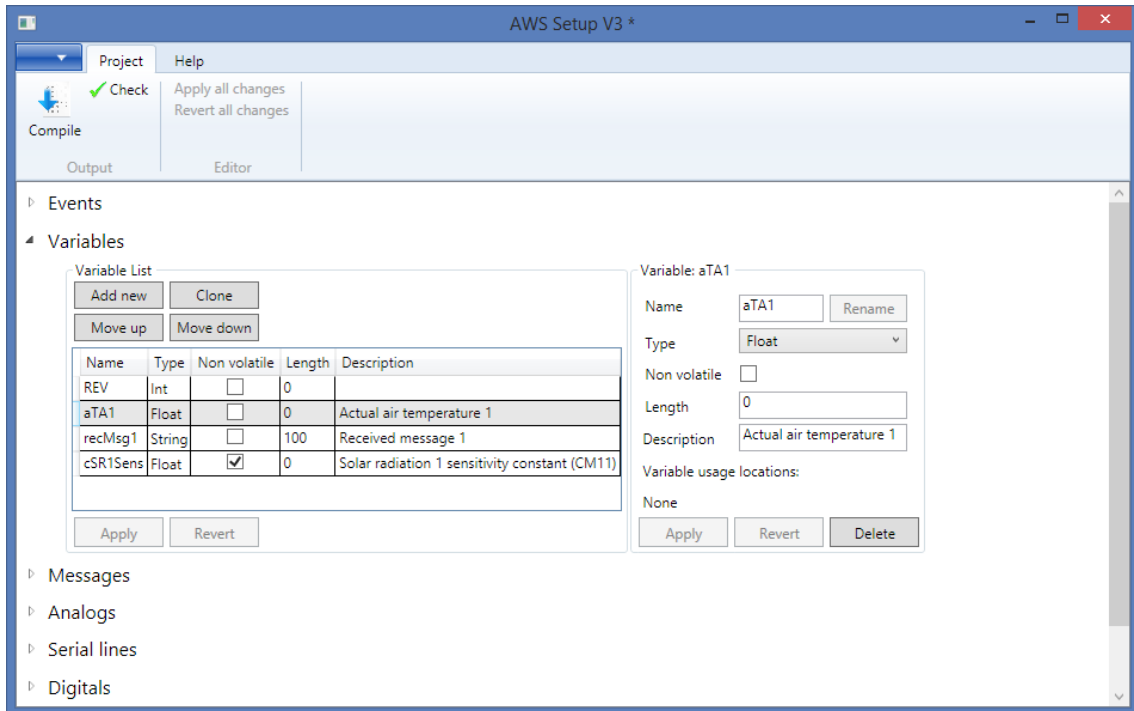 AWS Setup V3 *
Project Help
Check
Compile
Output
Apply all changes
Revert all changes
Editor
Events
Variables
Variable List
Add new Clone
Move up Move down
Name Type Non volatile Length Description
REV Int 0
aTA1 Float 0 Actual air temperature 1
recMsg1 String 100 Received message 1
cSR1Sens Float 0 Solar radiation 1 sensitivity constant (CM11)
Apply Revert
Variable: aTA1
Name aTA1 Rename
Type Float
Non volatile
Length 0
Description Actual air temperature 1
Variable usage locations:
None
Apply Revert Delete
Messages
Analogs
Serial lines
Digitals